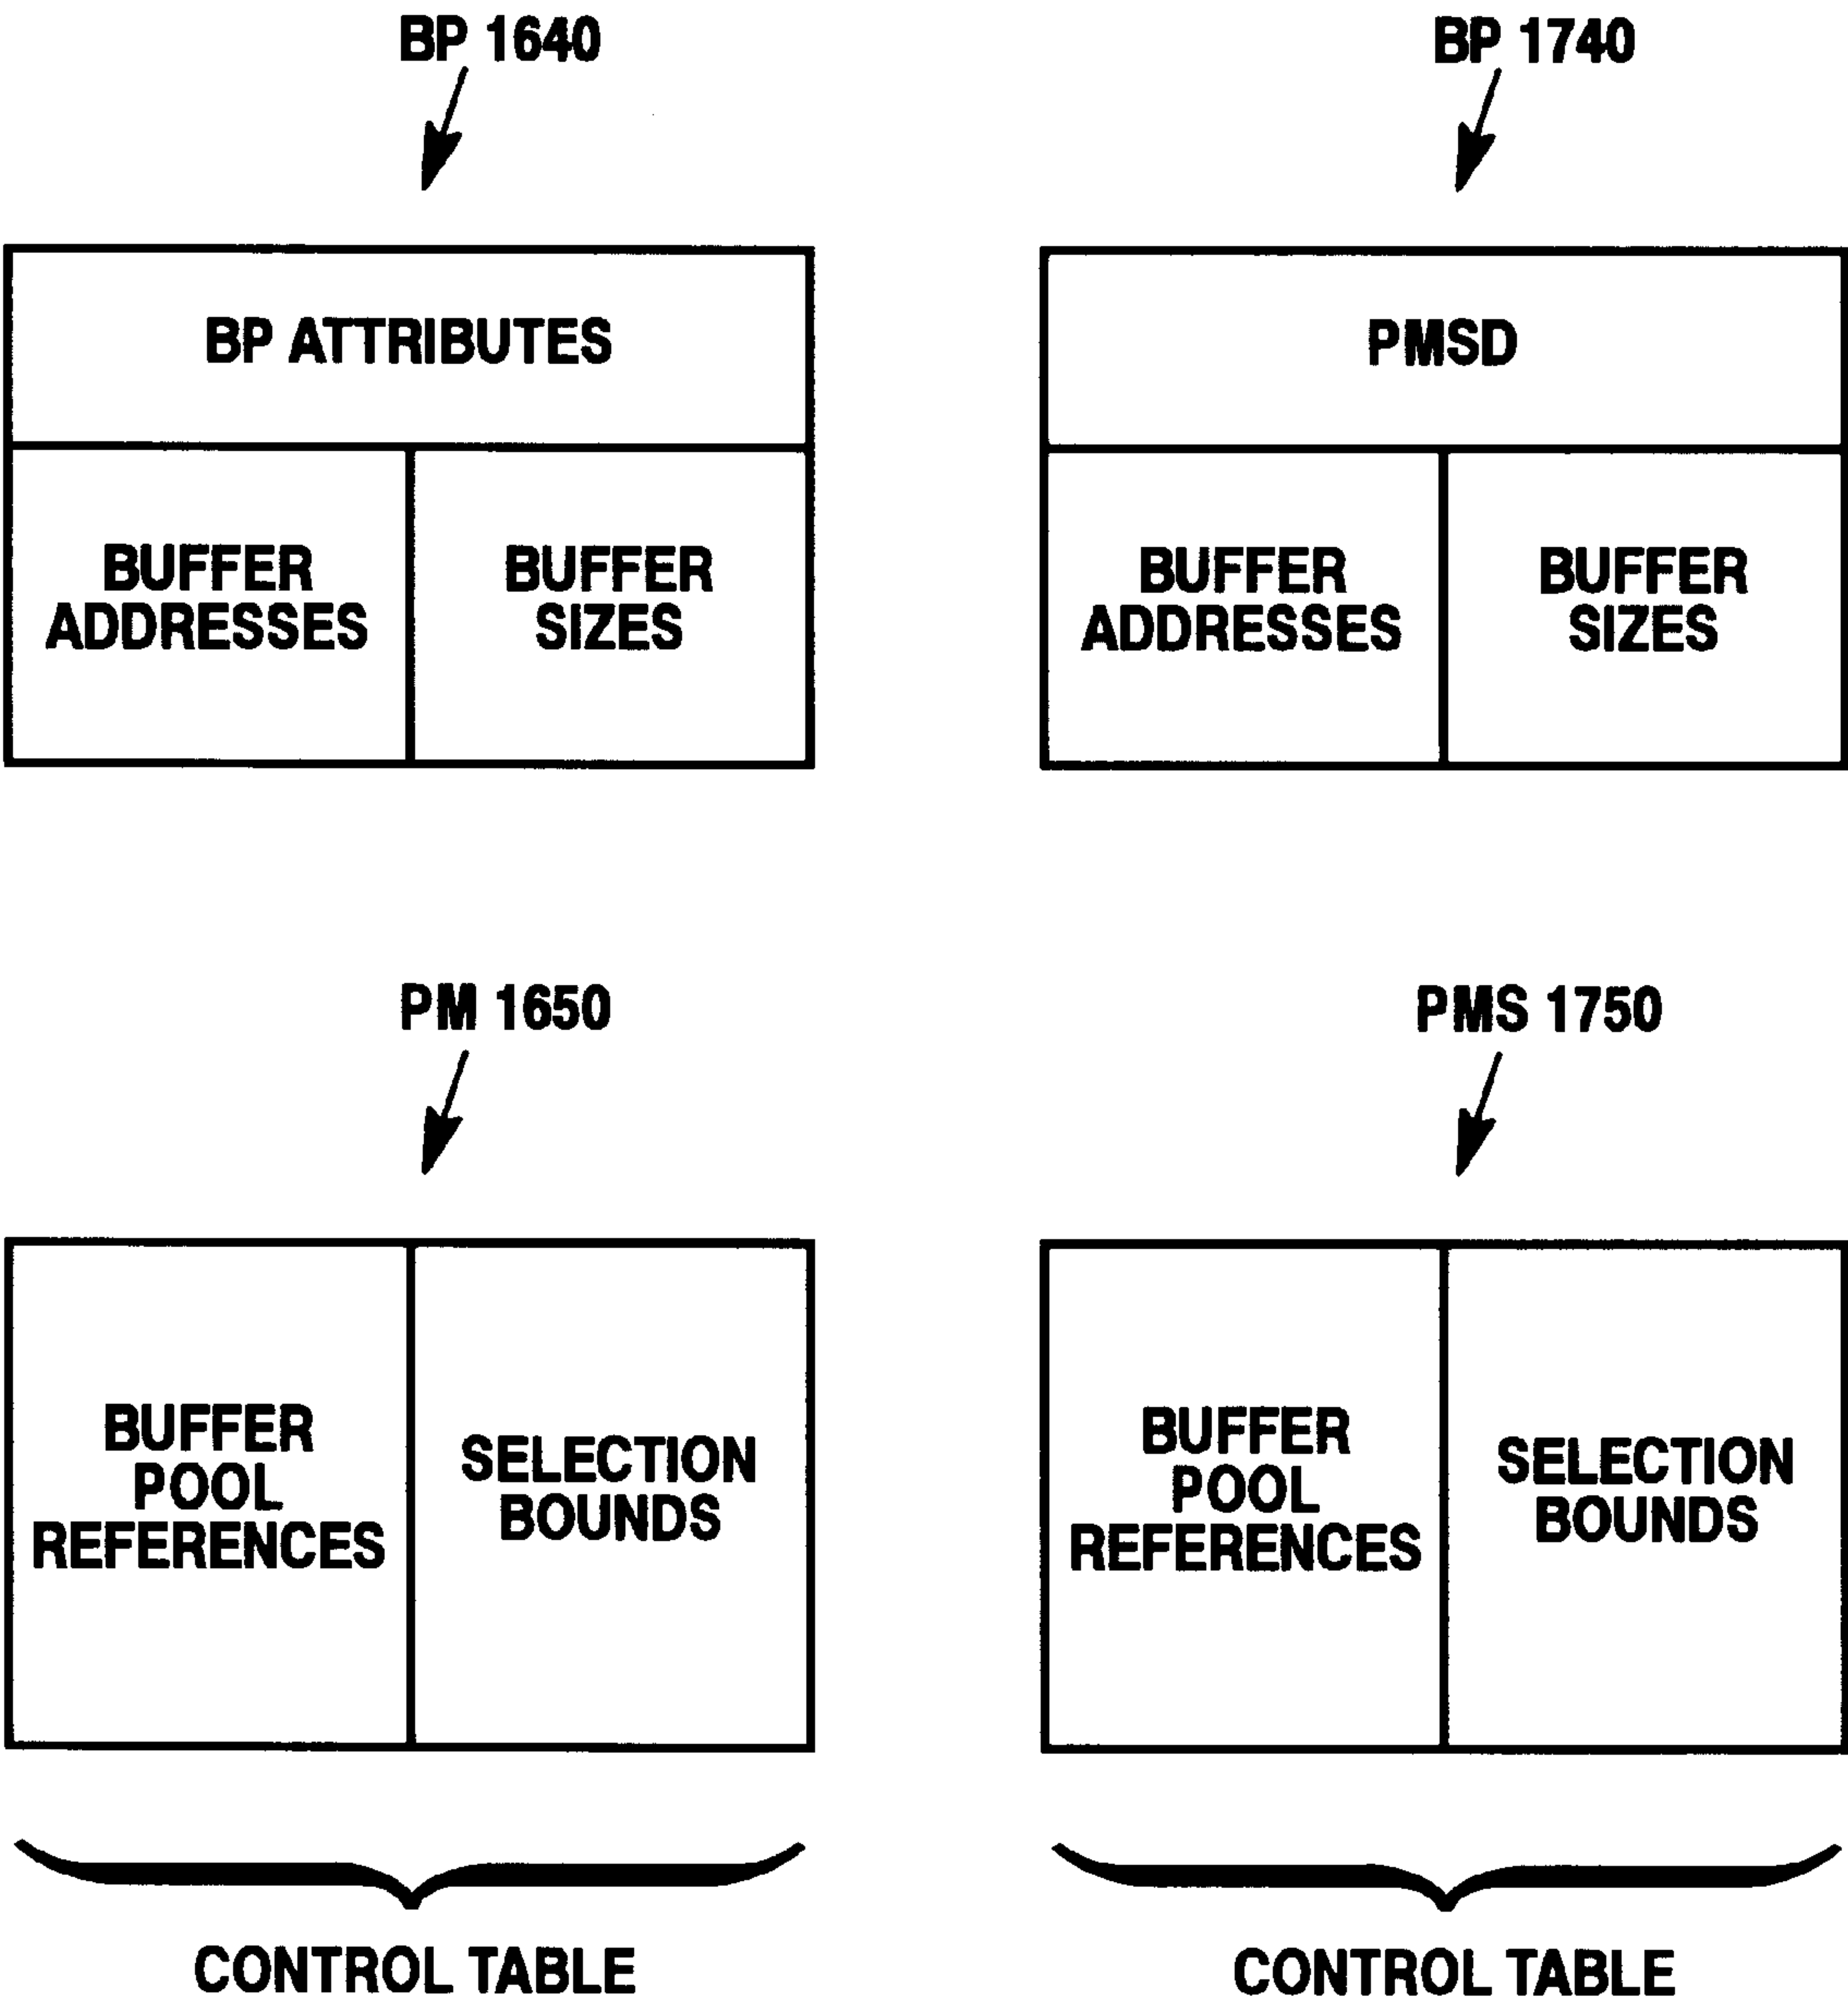 BP 1640
BP ATTRIBUTES
BUFFER
ADDRESSES
BUFFER
SIZES
BP 1740
PMSD
BUFFER
ADDRESSES
BUFFER
SIZES
PM 1650
BUFFER
POOL
REFERENCES
SELECTION
BOUNDS
CONTROL TABLE
PMS 1750
BUFFER
POOL
REFERENCES
SELECTION
BOUNDS
CONTROL TABLE